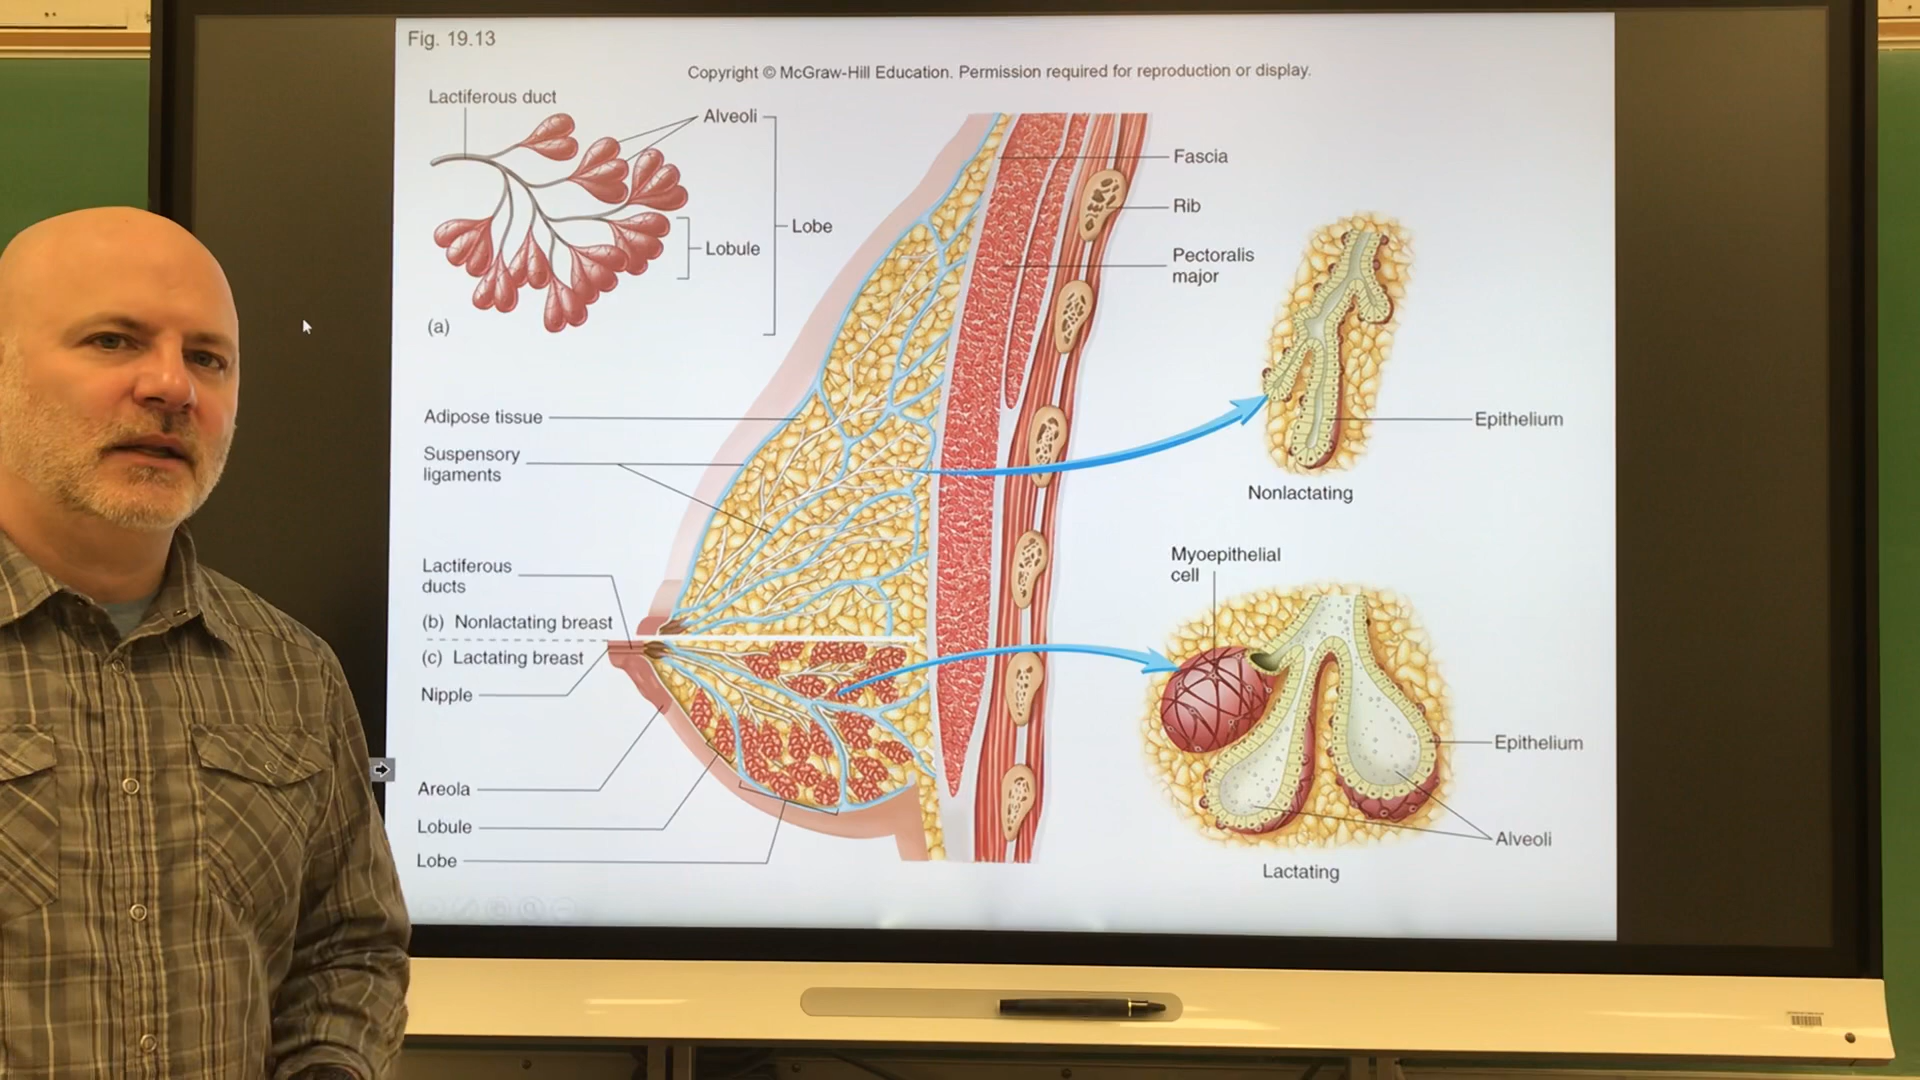 Fig. 19.13
Copyright © McGraw-Hill Education. Permission required for reproduction or display.
Lactiferous duct
Alveoli
Lobe
Lobule
(a)
Fascia
Rib
Pectoralis
major
Adipose tissue
Suspensory
ligaments
Epithelium
Nonlactating
Lactiferous
ducts
(b) Nonlactating breast
(c) Lactating breast
Nipple
Areola
Lobule
Lobe
Myoepithelial
cell
Epithelium
Alveoli
Lactating